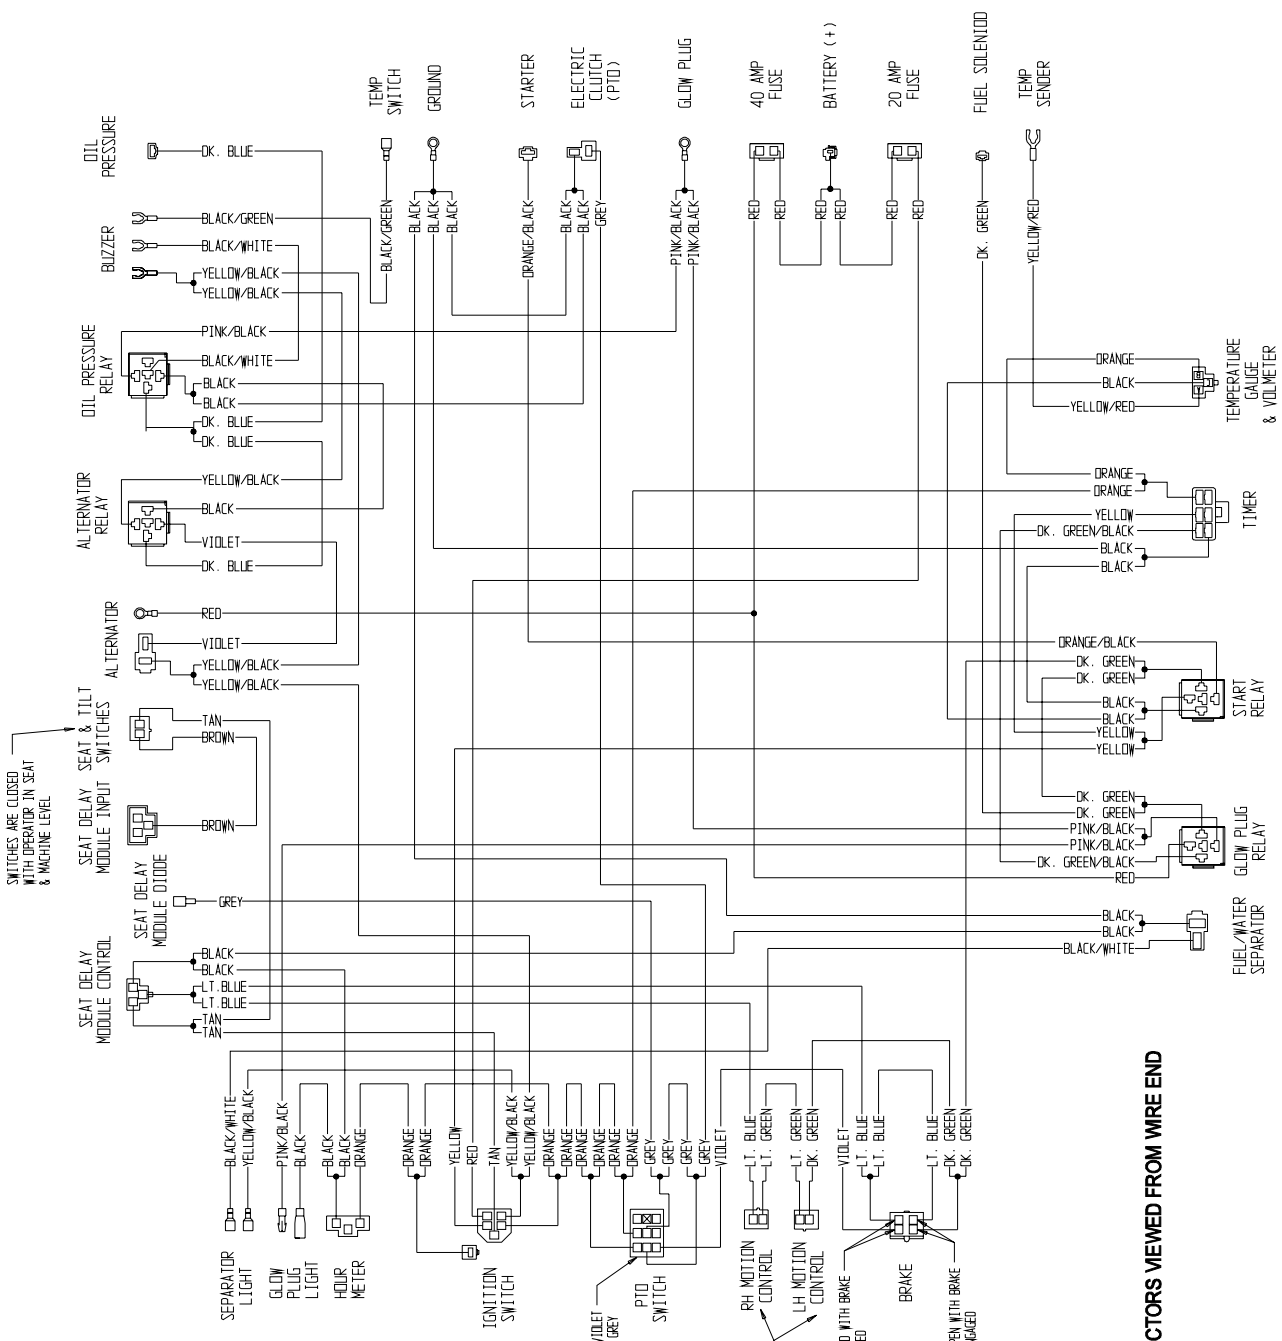 OIL
PRESSURE
DK. BLUE
BUZZER
BLACK/GREEN
BLACK/WHITE
YELLOW/BLACK
YELLOW/BLACK
OIL PRESSURE
RELAY
PINK/BLACK
BLACK/WHITE
BLACK
BLACK
DK. BLUE
DK. BLUE
ALTERNATOR
RELAY
YELLOW/BLACK
BLACK
VIOLET
DK. BLUE
ALTERNATOR
RED
VIOLET
YELLOW/BLACK
YELLOW/BLACK
SEAT & TILT
SWITCHES
TAN
BROWN
SWITCHES ARE CLOSED
WITH OPERATOR IN SEAT
& MACHINE LEVEL
SEAT DELAY
MODULE INPUT
BROWN
SEAT DELAY
MODULE DIODE
GREY
SEAT DELAY
MODULE CONTROL
BLACK
BLACK
LT.BLUE
LT.BLUE
TAN
TAN
TEMP
SWITCH
BLACK/GREEN
GROUND
BLACK
BLACK
BLACK
STARTER
ORANGE/BLACK
ELECTRIC
CLUTCH
(PTO)
BLACK
BLACK
GREY
GLOW PLUG
PINK/BLACK
PINK/BLACK
40 AMP
FUSE
RED
RED
BATTERY (+)
RED
RED
20 AMP
FUSE
RED
RED
FUEL SOLENIOD
DK. GREEN
TEMP
SENDER
YELLOW/RED
ORANGE
BLACK
YELLOW/RED
TEMPERATURE
GAUGE
& VOLMETER
ORANGE
ORANGE
YELLOW
DK. GREEN/BLACK
BLACK
BLACK
TIMER
ORANGE/BLACK
DK. GREEN
DK. GREEN
BLACK
BLACK
YELLOW
YELLOW
START
RELAY
DK. GREEN
DK. GREEN
PINK/BLACK
PINK/BLACK
DK. GREEN/BLACK
RED
GLOW PLUG
RELAY
BLACK
BLACK
BLACK/WHITE
FUEL/WATER
SEPARATOR
BLACK/WHITE
YELLOW/BLACK
SEPARATOR
LIGHT
PINK/BLACK
BLACK
GLOW
PLUG
LIGHT
BLACK
BLACK
ORANGE
HOUR
METER
ORANGE
ORANGE
YELLOW
RED
TAN
YELLOW/BLACK
YELLOW/BLACK
ORANGE
IGNITION
SWITCH
ORANGE
ORANGE
ORANGE
ORANGE
GREY
GREY
GREY
GREY
VIOLET
PTO
SWITCH
VIOLET
GREY
LT. BLUE
LT. GREEN
RH MOTION
CONTROL
LT. GREEN
DK. GREEN
LH MOTION
CONTROL
VIOLET
LT. BLUE
LT. BLUE
LT. BLUE
DK. GREEN
DK. GREEN
BRAKE
WITH BRAKE
WITH BRAKE
CTORS VIEWED FROM WIRE END